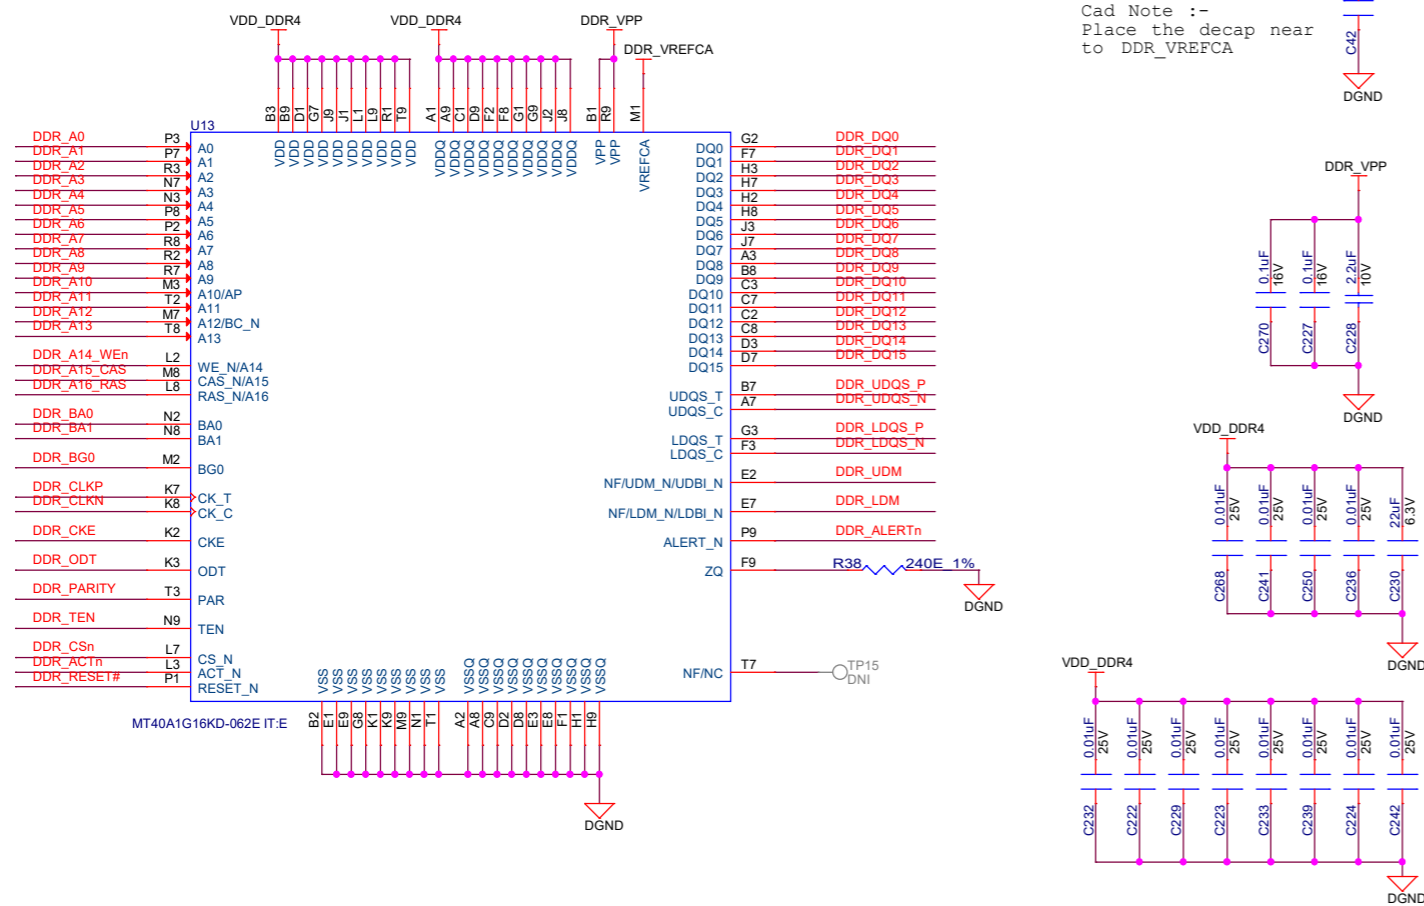 Cad Note :-
Place the decap near
to DDR_VREFCA
C42
DGND
VDD_DDR4
VDD_DDR4
DDR_VPP
DDR_VREFCA
B3 B9 D1 G7 J9 J1 L1 L9 R1 T9
A1 A9 C1 D9 F2 F8 G1 G9 J2 J8
B1 R9
M1
U13
VDD VDD VDD VDD VDD VDD VDD VDD VDD VDD
VDDQ VDDQ VDDQ VDDQ VDDQ VDDQ VDDQ VDDQ VDDQ VDDQ
VPP VPP
VREFCA
DDR_A0 P3 A0
DDR_A1 P7 A1
DDR_A2 R3 A2
DDR_A3 N7 A3
DDR_A4 N3 A4
DDR_A5 P8 A5
DDR_A6 P2 A6
DDR_A7 R8 A7
DDR_A8 R2 A8
DDR_A9 R7 A9
DDR_A10 M3 A10/AP
DDR_A11 T2 A11
DDR_A12 M7 A12/BC_N
DDR_A13 T8 A13
DDR_A14_WEn L2 WE_N/A14
DDR_A15_CAS M8 CAS_N/A15
DDR_A16_RAS L8 RAS_N/A16
DDR_BA0 N2 BA0
DDR_BA1 N8 BA1
DDR_BG0 M2 BG0
DDR_CLKP K7 CK_T
DDR_CLKN K8 CK_C
DDR_CKE K2 CKE
DDR_ODT K3 ODT
DDR_PARITY T3 PAR
DDR_TEN N9 TEN
DDR_CSn L7 CS_N
DDR_ACTn L3 ACT_N
DDR_RESET# P1 RESET_N
DQ0 G2 DDR_DQ0
DQ1 F7 DDR_DQ1
DQ2 H3 DDR_DQ2
DQ3 H7 DDR_DQ3
DQ4 H2 DDR_DQ4
DQ5 H8 DDR_DQ5
DQ6 J3 DDR_DQ6
DQ7 J7 DDR_DQ7
DQ8 A3 DDR_DQ8
DQ9 B8 DDR_DQ9
DQ10 C3 DDR_DQ10
DQ11 C7 DDR_DQ11
DQ12 C2 DDR_DQ12
DQ13 C8 DDR_DQ13
DQ14 D3 DDR_DQ14
DQ15 D7 DDR_DQ15
UDQS_T B7 DDR_UDQS_P
UDQS_C A7 DDR_UDQS_N
LDQS_T G3 DDR_LDQS_P
LDQS_C F3 DDR_LDQS_N
NF/UDM_N/UDBI_N E2 DDR_UDM
NF/LDM_N/LDBI_N E7 DDR_LDM
ALERT_N P9 DDR_ALERTn
ZQ F9 R38 240E_1%
DGND
NF/NC T7 TP15
DNI
VSS VSS VSS VSS VSS VSS VSS VSS VSS
VSSQ VSSQ VSSQ VSSQ VSSQ VSSQ VSSQ VSSQ VSSQ VSSQ
B2 E1 E9 G8 K1 K9 M9 N1 T1
A2 A8 C9 D2 D8 E3 E8 F1 H1 H9
MT40A1G16KD-062E IT:E
DGND
DDR_VPP
0.1uF 16V 0.1uF 16V 2.2uF 10V
C270 C227 C228
DGND
VDD_DDR4
0.01uF 25V 0.01uF 25V 0.01uF 25V 0.01uF 25V 22uF 6.3V
C268 C241 C250 C236 C230
DGND
VDD_DDR4
0.01uF 25V 0.01uF 25V 0.01uF 25V 0.01uF 25V 0.01uF 25V 0.01uF 25V 0.01uF 25V 0.01uF 25V
C232 C222 C229 C223 C233 C239 C224 C242
DGND